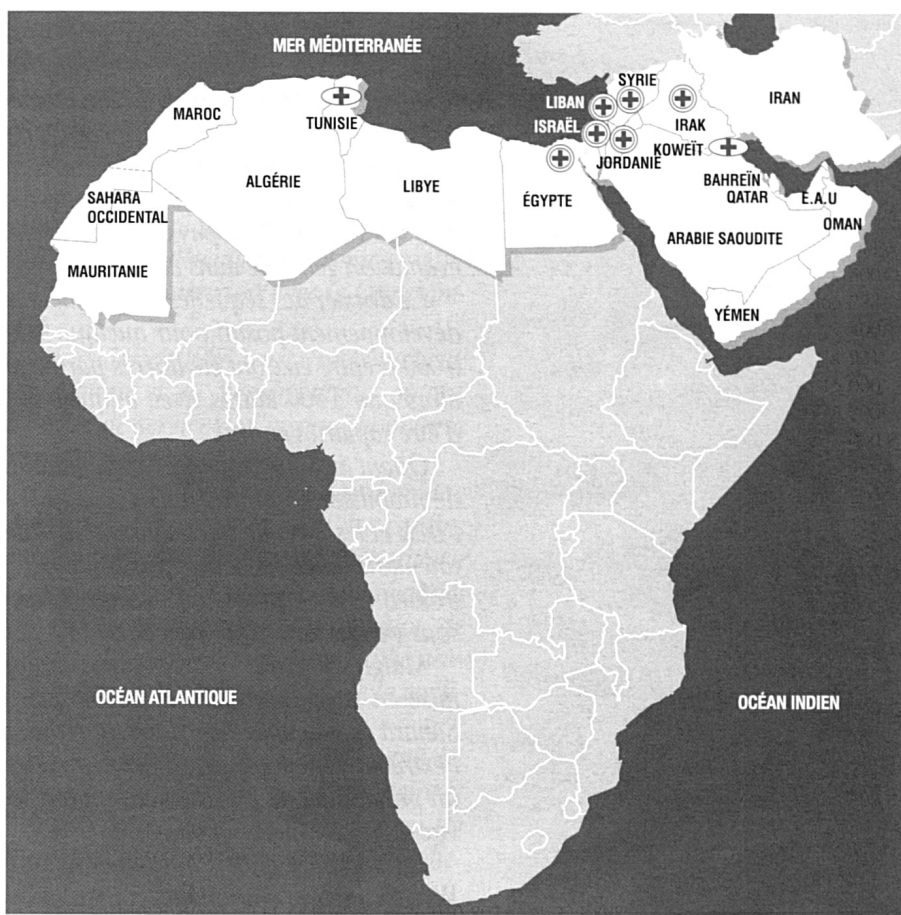 MER MÉDITERRANÉE
SYRIE
LIBAN
IRAN
MAROC
TUNISIE
ISRAËL
IRAK
JORDANIE
KOWEÏT
ALGÉRIE
LIBYE
ÉGYPTE
BAHREÏN
QATAR
E.A.U
SAHARA
OCCIDENTAL
OMAN
ARABIE SAOUDITE
MAURITANIE
YÉMEN
OCÉAN ATLANTIQUE
OCÉAN INDIEN